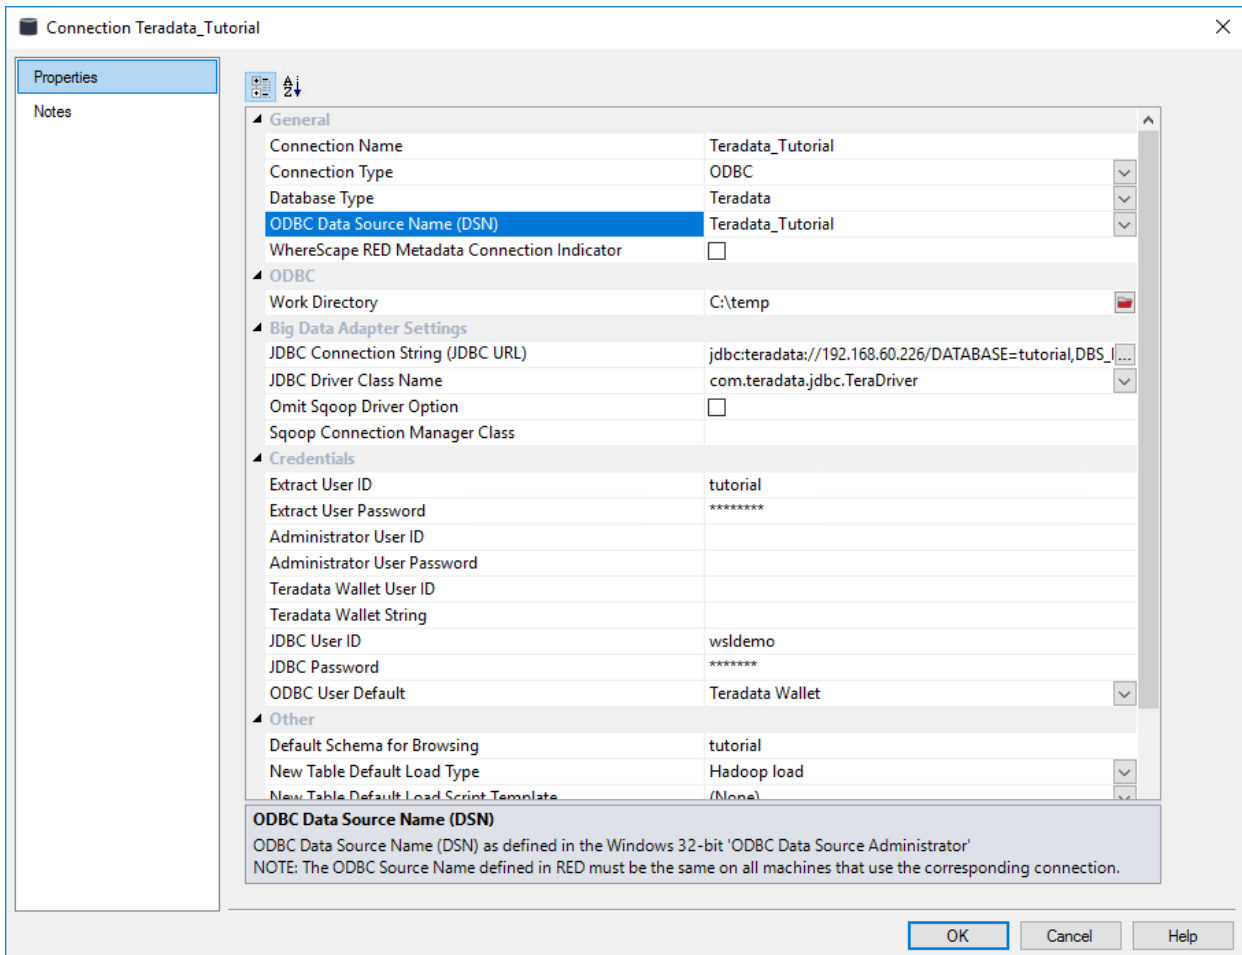 Connection Teradata_Tutorial
Properties
Notes
General
Connection Name Teradata_Tutorial
Connection Type ODBC
Database Type Teradata
ODBC Data Source Name (DSN) Teradata_Tutorial
WhereScape RED Metadata Connection Indicator
ODBC
Work Directory C:\temp
Big Data Adapter Settings
JDBC Connection String (JDBC URL) jdbc:teradata://192.168.60.226/DATABASE=tutorial,DBS_ ...
JDBC Driver Class Name com.teradata.jdbc.TeraDriver
Omit Sqoop Driver Option
Sqoop Connection Manager Class
Credentials
Extract User ID tutorial
Extract User Password ********
Administrator User ID
Administrator User Password
Teradata Wallet User ID
Teradata Wallet String
JDBC User ID wsldemo
JDBC Password *******
ODBC User Default Teradata Wallet
Other
Default Schema for Browsing tutorial
New Table Default Load Type Hadoop load
New Table Default Load Script Template (None)
ODBC Data Source Name (DSN)
ODBC Data Source Name (DSN) as defined in the Windows 32-bit 'ODBC Data Source Administrator'
NOTE: The ODBC Source Name defined in RED must be the same on all machines that use the corresponding connection.
OK Cancel Help